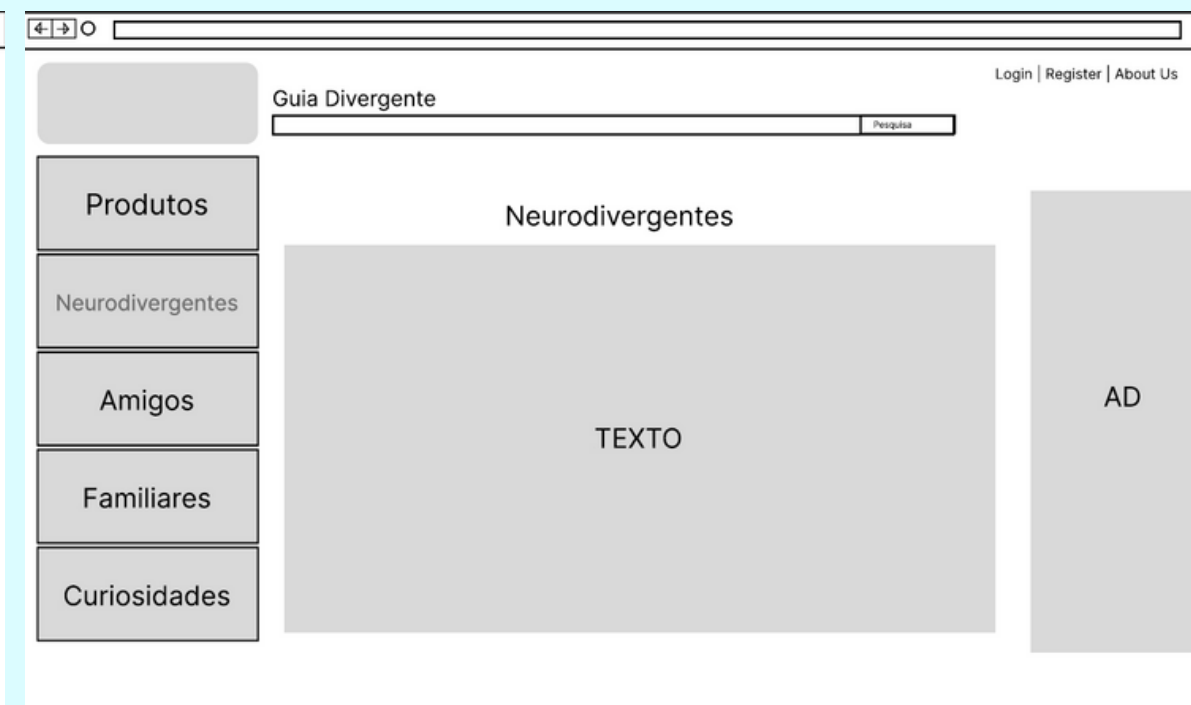 Login | Register | About Us
Guia Divergente
Pesquisa
Produtos
Neurodivergentes
Amigos
Familiares
Curiosidades
Neurodivergentes
TEXTO
AD